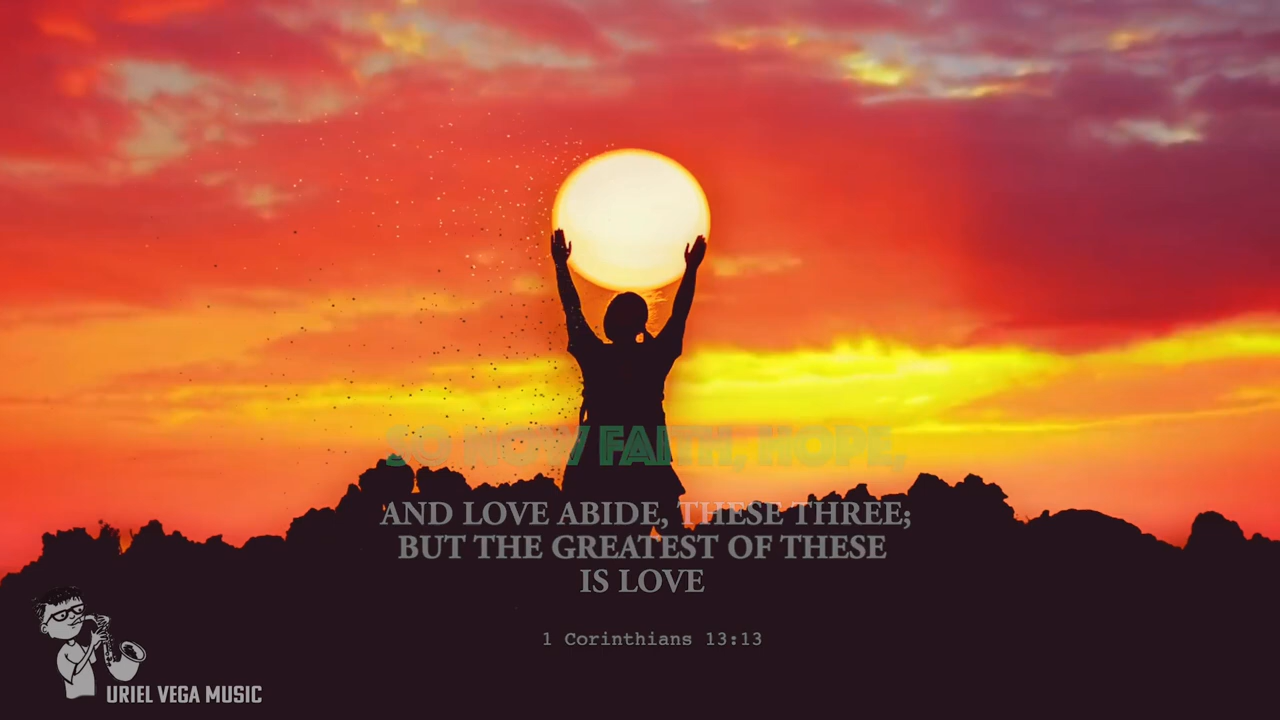 SO NOW FAITH, HOPE,
AND LOVE ABIDE, THESE THREE;
BUT THE GREATEST OF THESE
IS LOVE
1 Corinthians 13:13
URIEL VEGA MUSIC